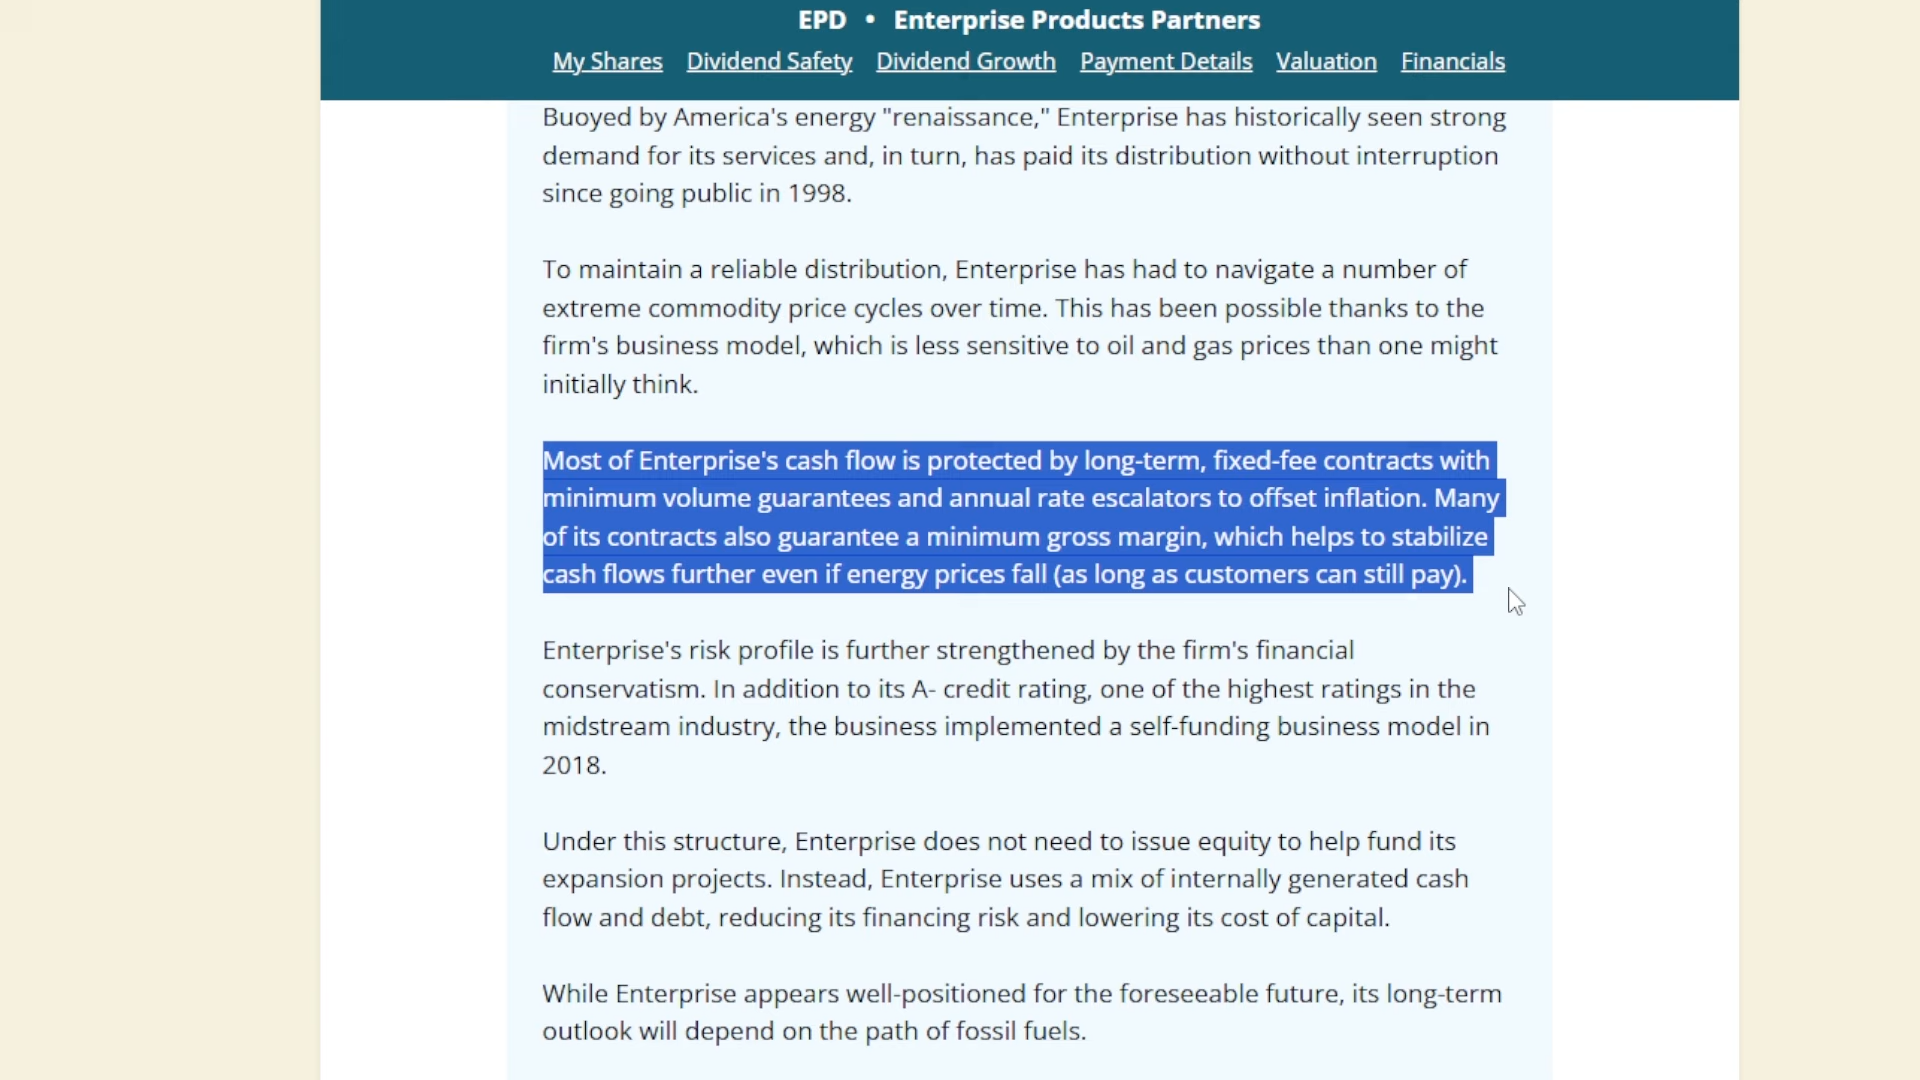 EPD • Enterprise Products Partners
My Shares Dividend Safety Dividend Growth Payment Details Valuation Financials
Buoyed by America's energy "renaissance," Enterprise has historically seen strong
demand for its services and, in turn, has paid its distribution without interruption
since going public in 1998.
To maintain a reliable distribution, Enterprise has had to navigate a number of
extreme commodity price cycles over time. This has been possible thanks to the
firm's business model, which is less sensitive to oil and gas prices than one might
initially think.
Most of Enterprise's cash flow is protected by long-term, fixed-fee contracts with
minimum volume guarantees and annual rate escalators to offset inflation. Many
of its contracts also guarantee a minimum gross margin, which helps to stabilize
cash flows further even if energy prices fall (as long as customers can still pay).
Enterprise's risk profile is further strengthened by the firm's financial
conservatism. In addition to its A- credit rating, one of the highest ratings in the
midstream industry, the business implemented a self-funding business model in
2018.
Under this structure, Enterprise does not need to issue equity to help fund its
expansion projects. Instead, Enterprise uses a mix of internally generated cash
flow and debt, reducing its financing risk and lowering its cost of capital.
While Enterprise appears well-positioned for the foreseeable future, its long-term
outlook will depend on the path of fossil fuels.